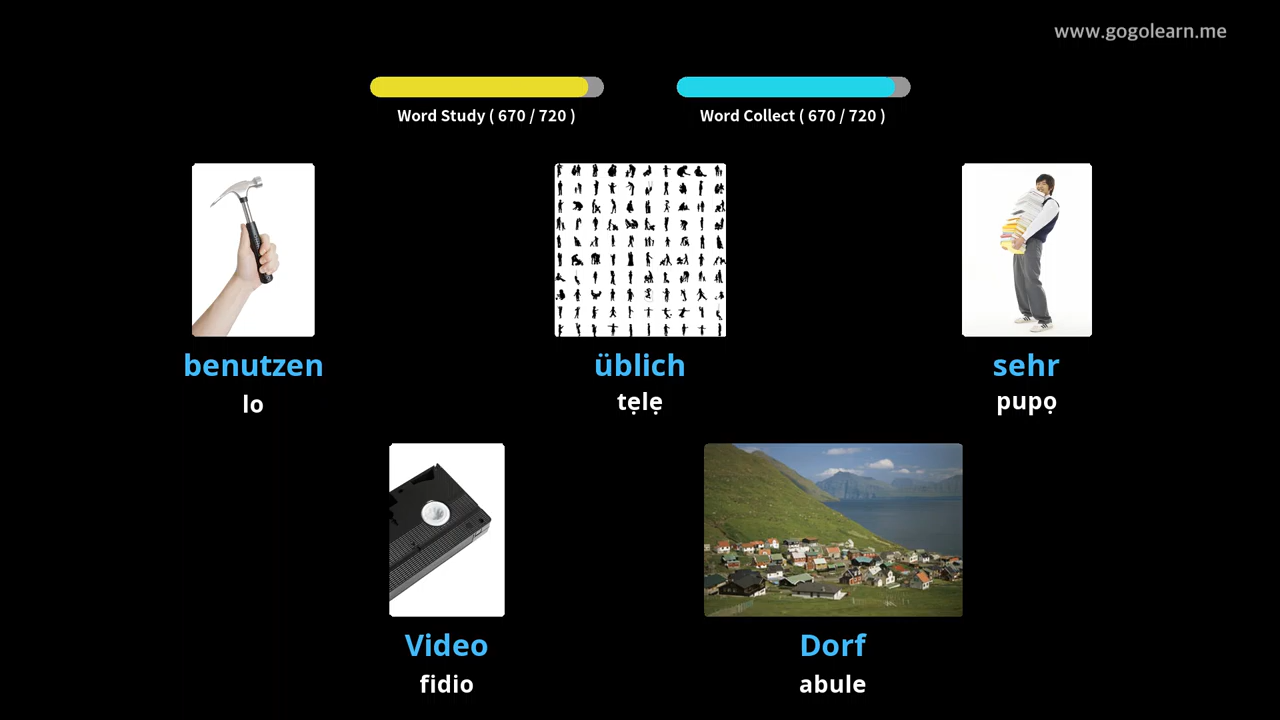 www.gogolearn.me
Word Study ( 670 / 720 )
Word Collect ( 670 / 720 )
benutzen
lo
üblich
tẹlẹ
sehr
pupọ
Video
fidio
Dorf
abule